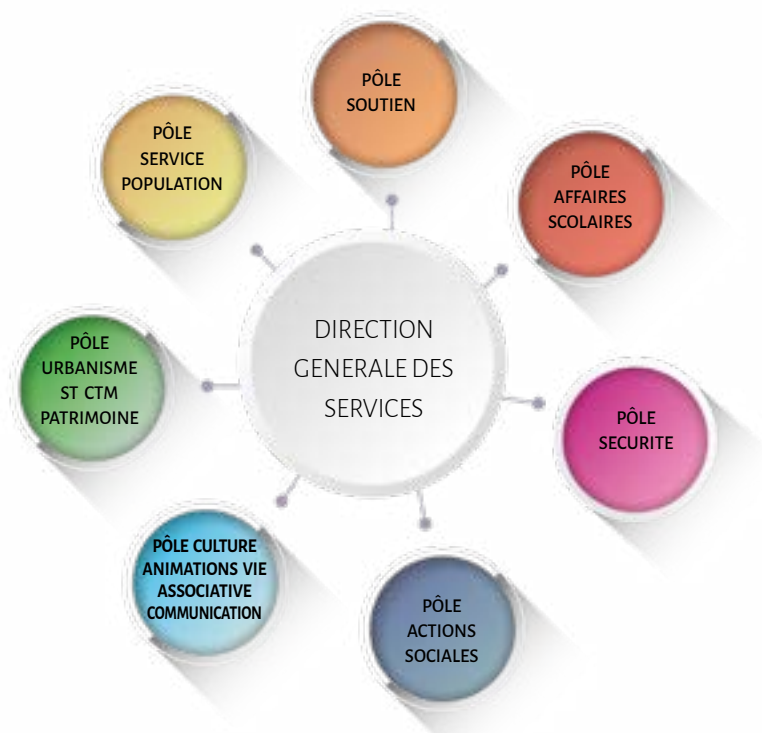 PÔLE
SOUTIEN
PÔLE
SERVICE
POPULATION
PÔLE
AFFAIRES
SCOLAIRES
DIRECTION
GENERALE DES
SERVICES
PÔLE
URBANISME
ST CTM
PATRIMOINE
PÔLE
SECURITE
PÔLE CULTURE
ANIMATIONS VIE
ASSOCIATIVE
COMMUNICATION
PÔLE
ACTIONS
SOCIALES